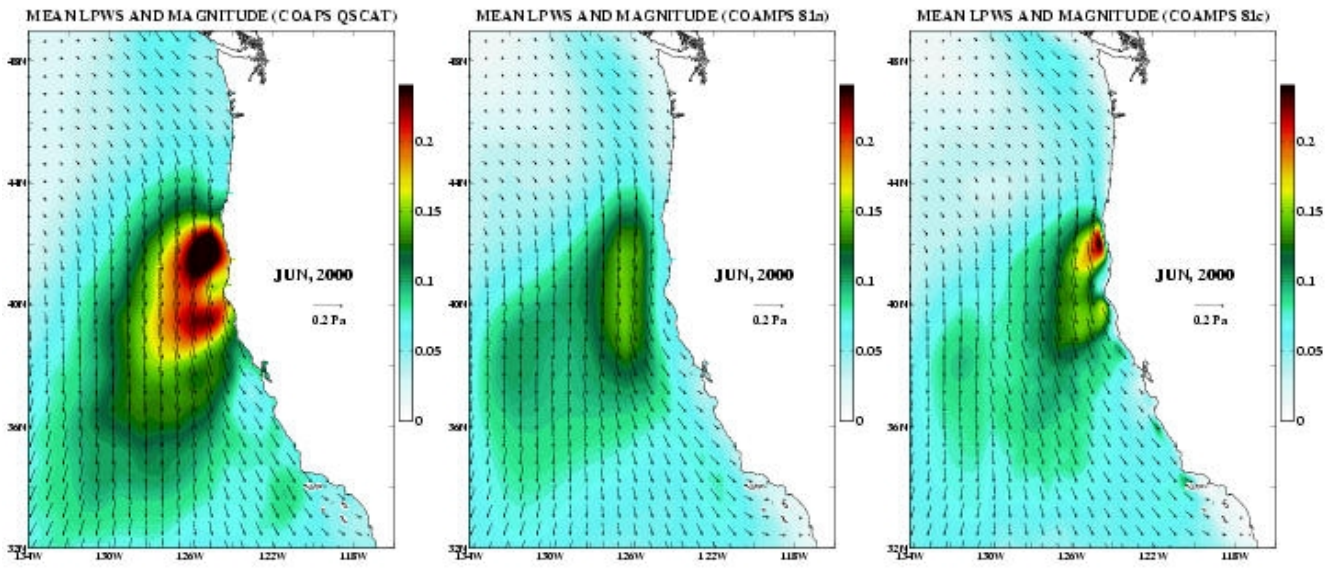 MEAN LPWS AND MAGNITUDE (COAPS QSCAT)
48N
44N
40N
36N
32N
134W 130W 126W 122W 118W
0.2
0.15
0.1
0.05
0
JUN, 2000
0.2 Pa
MEAN LPWS AND MAGNITUDE (COAMPS 81n)
48N
44N
40N
36N
32N
134W 130W 126W 122W 118W
0.2
0.15
0.1
0.05
0
JUN, 2000
0.2 Pa
MEAN LPWS AND MAGNITUDE (COAMPS 81c)
48N
44N
40N
36N
32N
134W 130W 126W 122W 118W
0.2
0.15
0.1
0.05
0
JUN, 2000
0.2 Pa